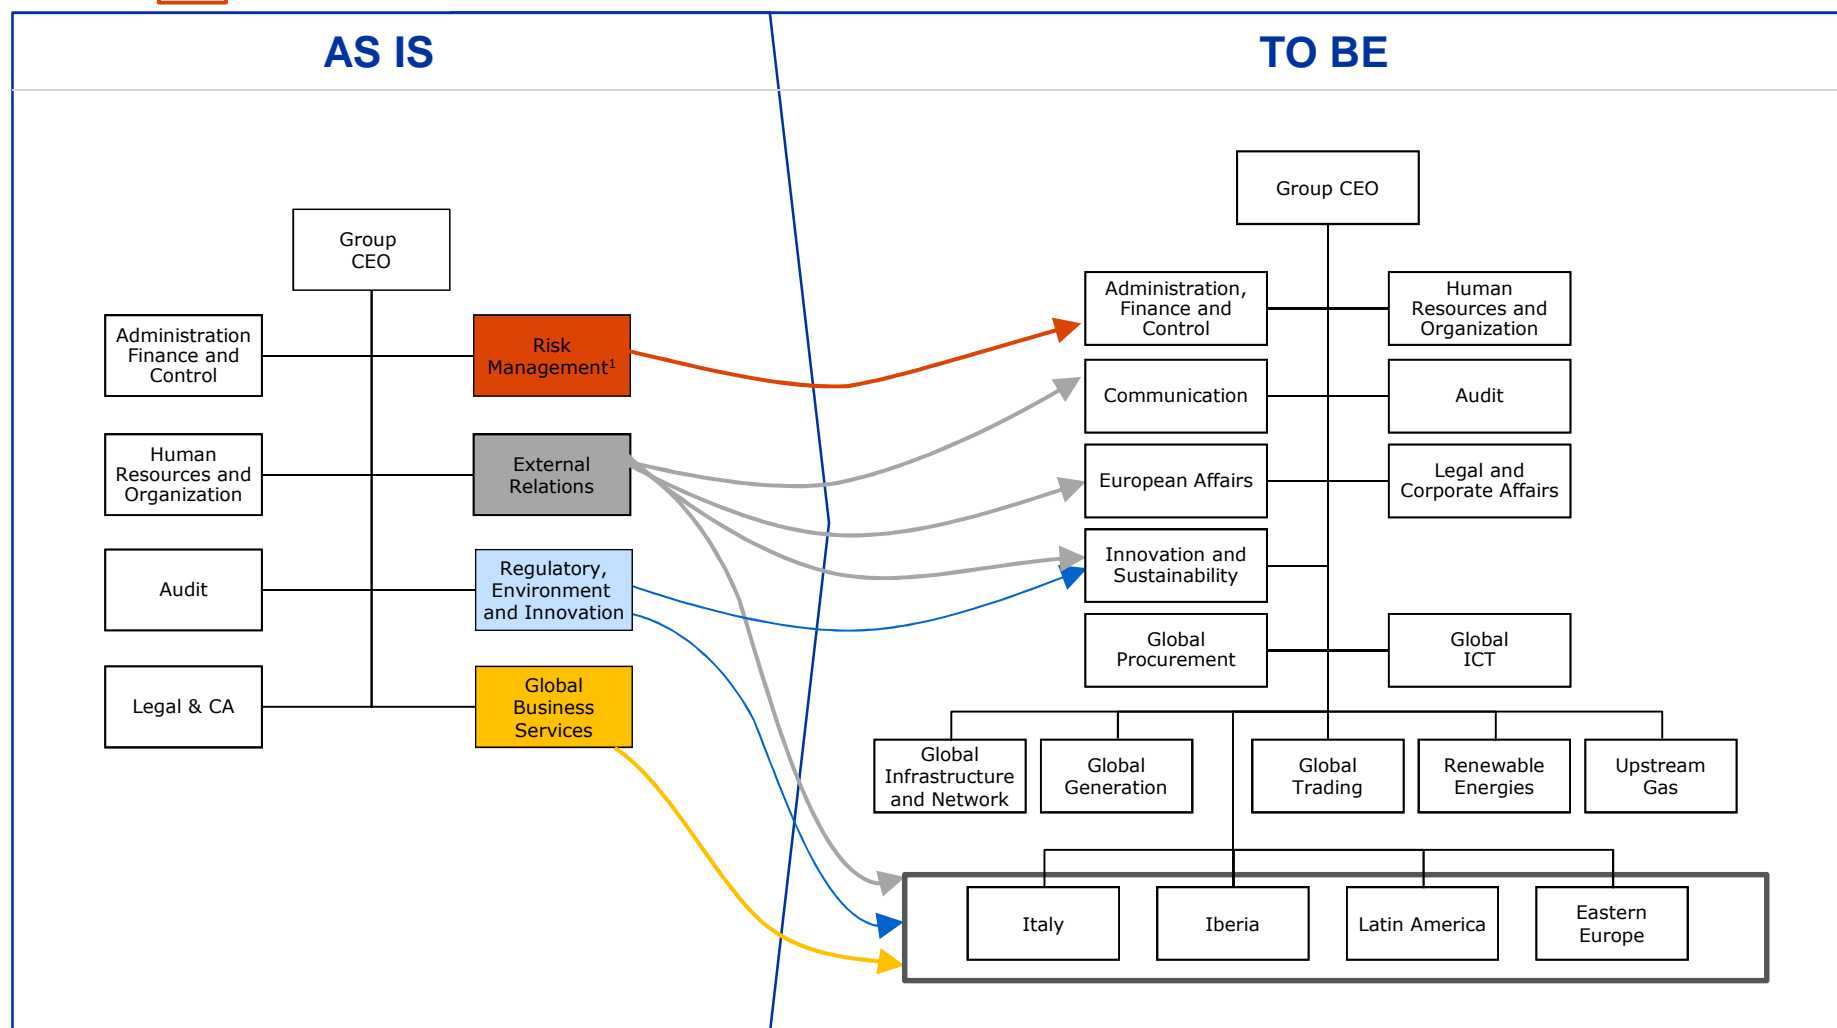 AS IS
TO BE
Group
CEO
Administration
Finance and
Control
Risk
Management¹
Human
Resources and
Organization
External
Relations
Audit
Regulatory,
Environment
and Innovation
Legal & CA
Global
Business
Services
Group CEO
Administration,
Finance and
Control
Human
Resources and
Organization
Communication
Audit
European Affairs
Legal and
Corporate Affairs
Innovation and
Sustainability
Global
Procurement
Global
ICT
Global
Infrastructure
and Network
Global
Generation
Global
Trading
Renewable
Energies
Upstream
Gas
Italy
Iberia
Latin America
Eastern
Europe